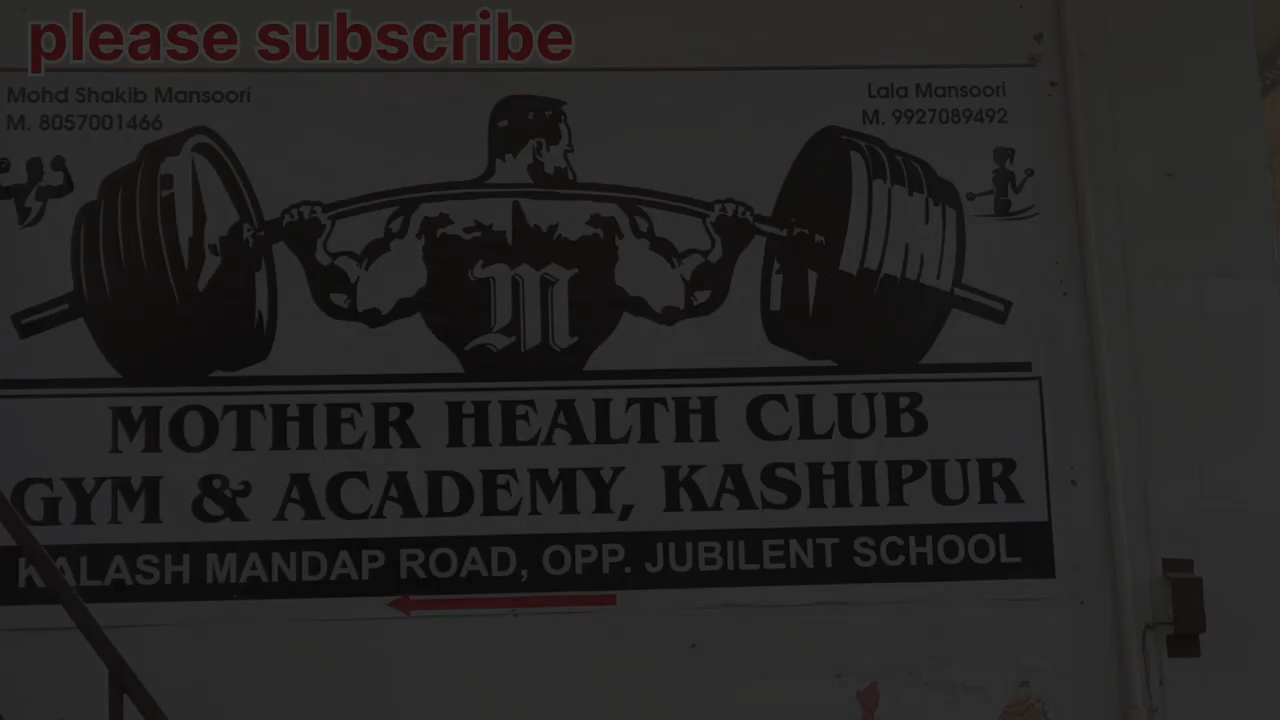 please subscribe
Mohd Shakib Mansoori
M. 8057001466
Lala Mansoori
M. 9927089492
M
MOTHER HEALTH CLUB
GYM & ACADEMY, KASHIPUR
KALASH MANDAP ROAD, OPP. JUBILENT SCHOOL